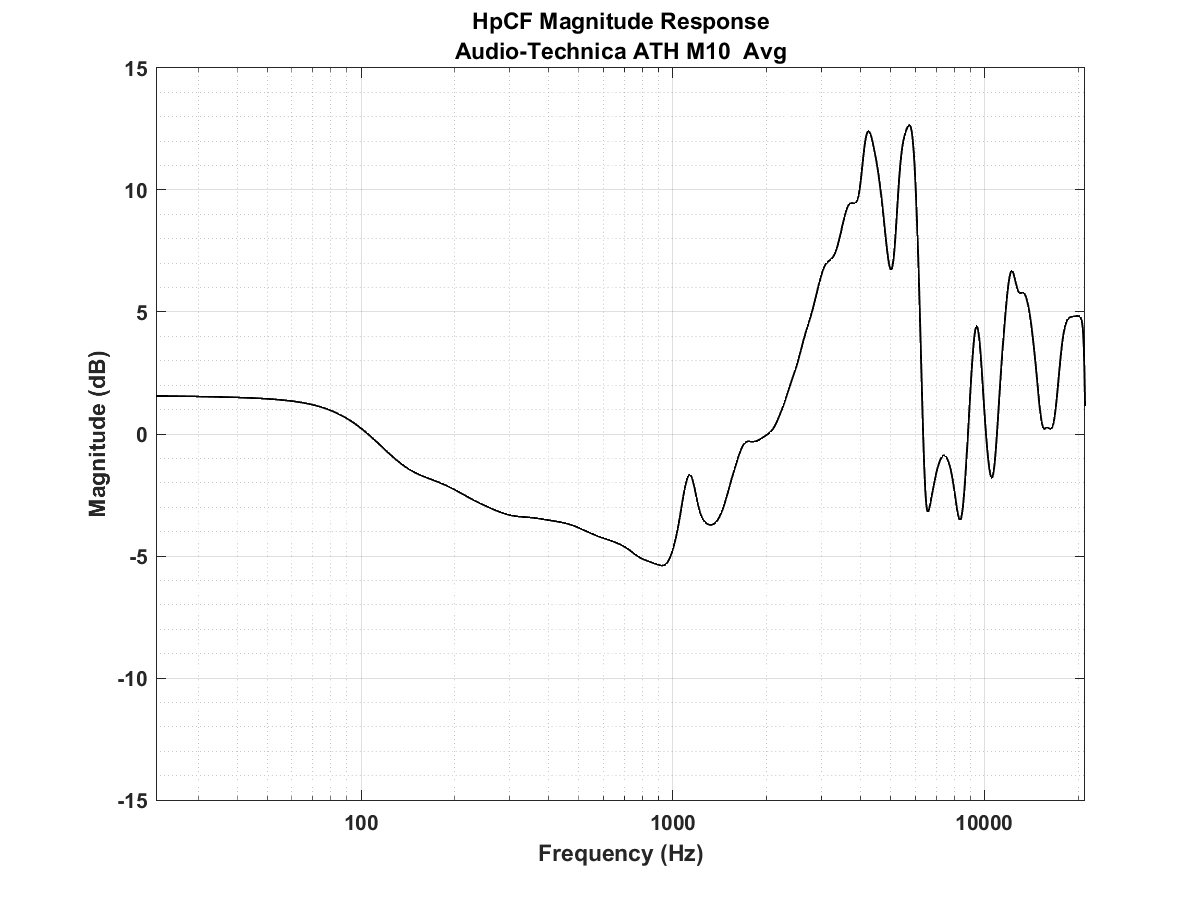 HpCF Magnitude Response
Audio-Technica ATH M10  Avg
15
10
5
0
-5
-10
-15
Magnitude (dB)
100
1000
10000
Frequency (Hz)